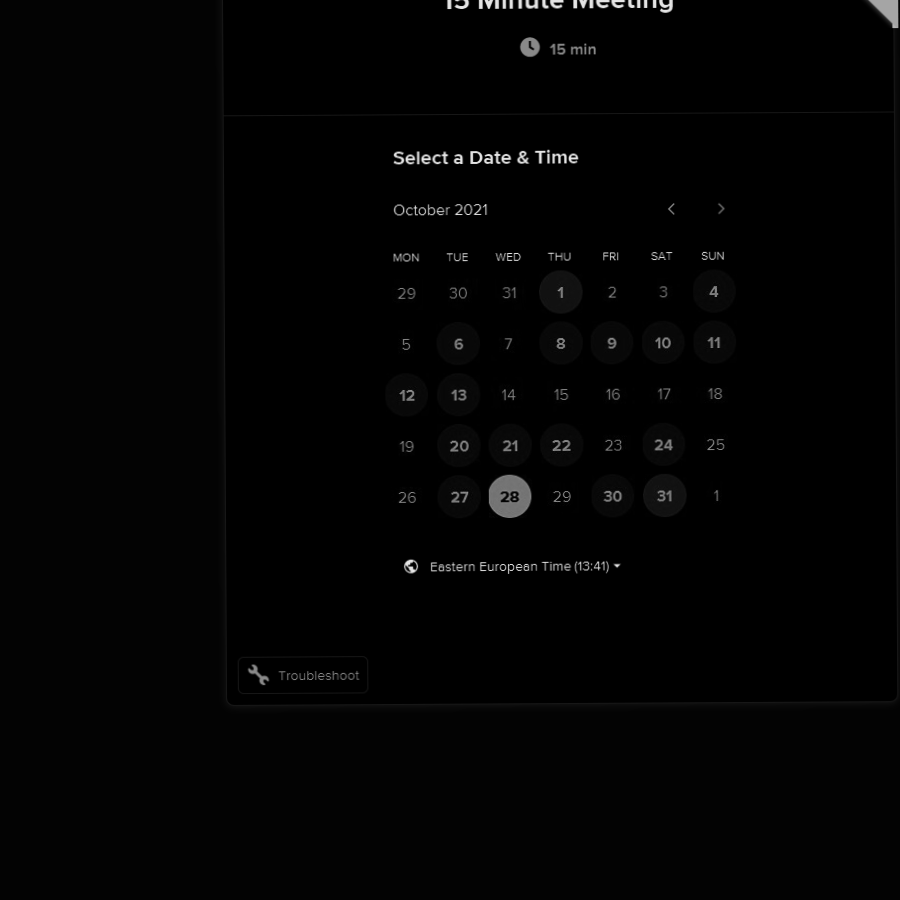 15 Minute Meeting
15 min
Select a Date & Time
October 2021
MON TUE WED THU FRI SAT SUN
29 30 31 1 2 3 4
5 6 7 8 9 10 11
12 13 14 15 16 17 18
19 20 21 22 23 24 25
26 27 28 29 30 31 1
Eastern European Time (13:41)
Troubleshoot